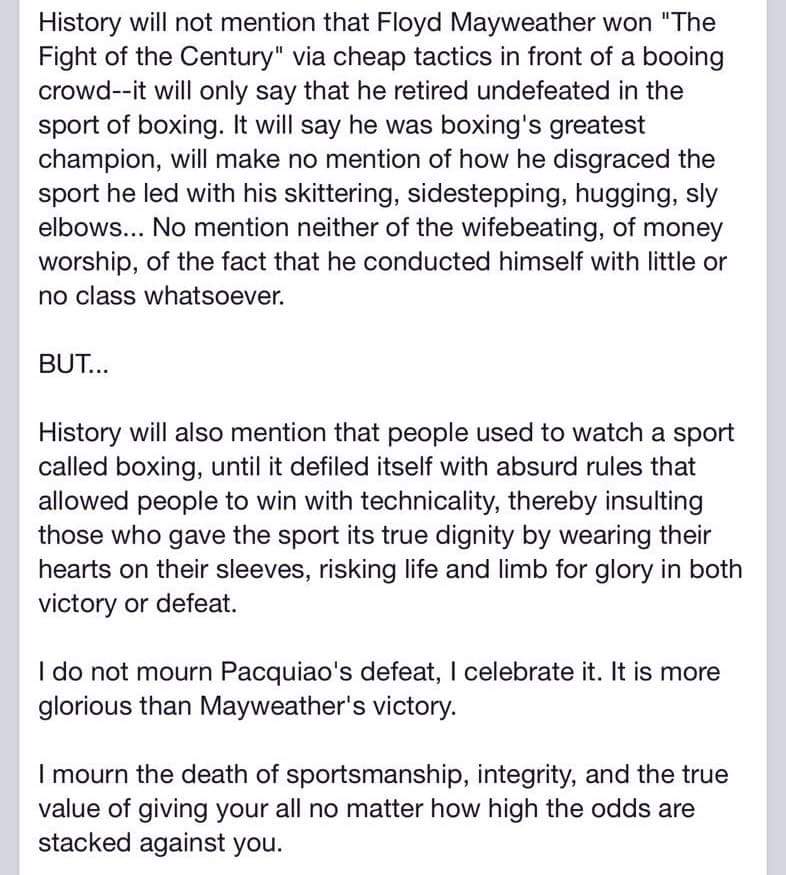 History will not mention that Floyd Mayweather won "The
Fight of the Century" via cheap tactics in front of a booing
crowd--it will only say that he retired undefeated in the
sport of boxing. It will say he was boxing's greatest
champion, will make no mention of how he disgraced the
sport he led with his skittering, sidestepping, hugging, sly
elbows... No mention neither of the wifebeating, of money
worship, of the fact that he conducted himself with little or
no class whatsoever.
BUT...
History will also mention that people used to watch a sport
called boxing, until it defiled itself with absurd rules that
allowed people to win with technicality, thereby insulting
those who gave the sport its true dignity by wearing their
hearts on their sleeves, risking life and limb for glory in both
victory or defeat.
I do not mourn Pacquiao's defeat, I celebrate it. It is more
glorious than Mayweather's victory.
I mourn the death of sportsmanship, integrity, and the true
value of giving your all no matter how high the odds are
stacked against you.